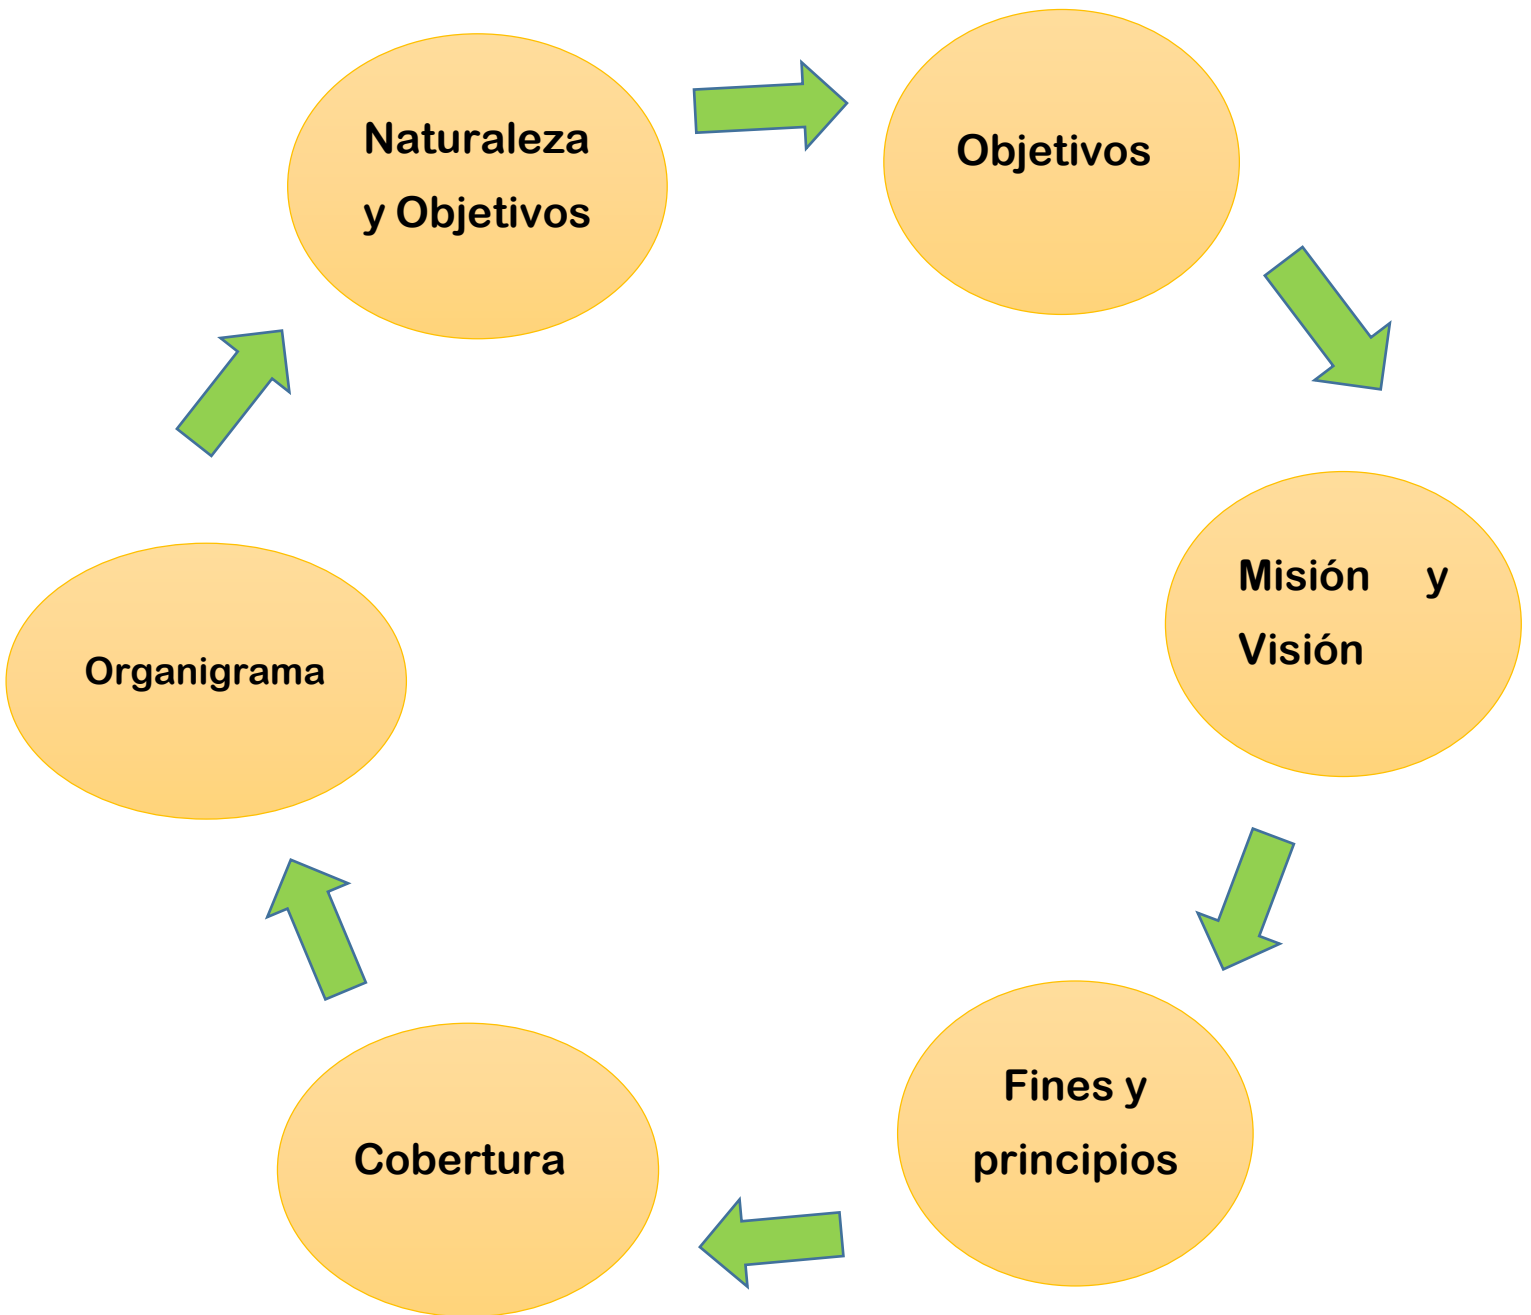 Naturaleza
y Objetivos
Objetivos
Misión y
Visión
Fines y
principios
Cobertura
Organigrama